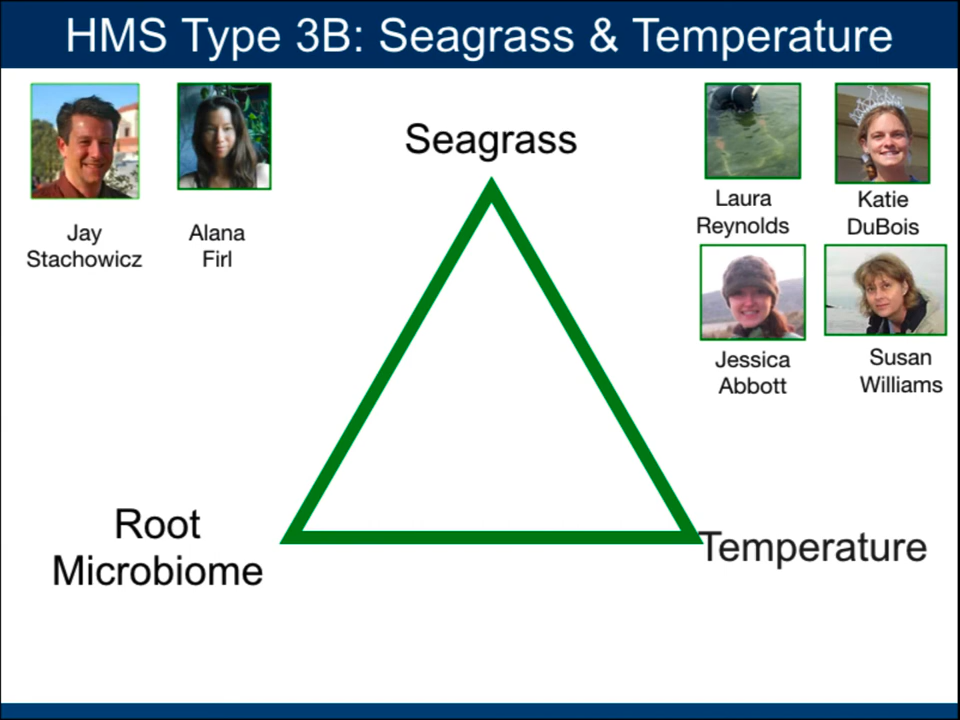 HMS Type 3B: Seagrass & Temperature
Jay
Stachowicz
Alana
Firl
Seagrass
Laura
Reynolds
Katie
DuBois
Jessica
Abbott
Susan
Williams
Root
Microbiome
Temperature